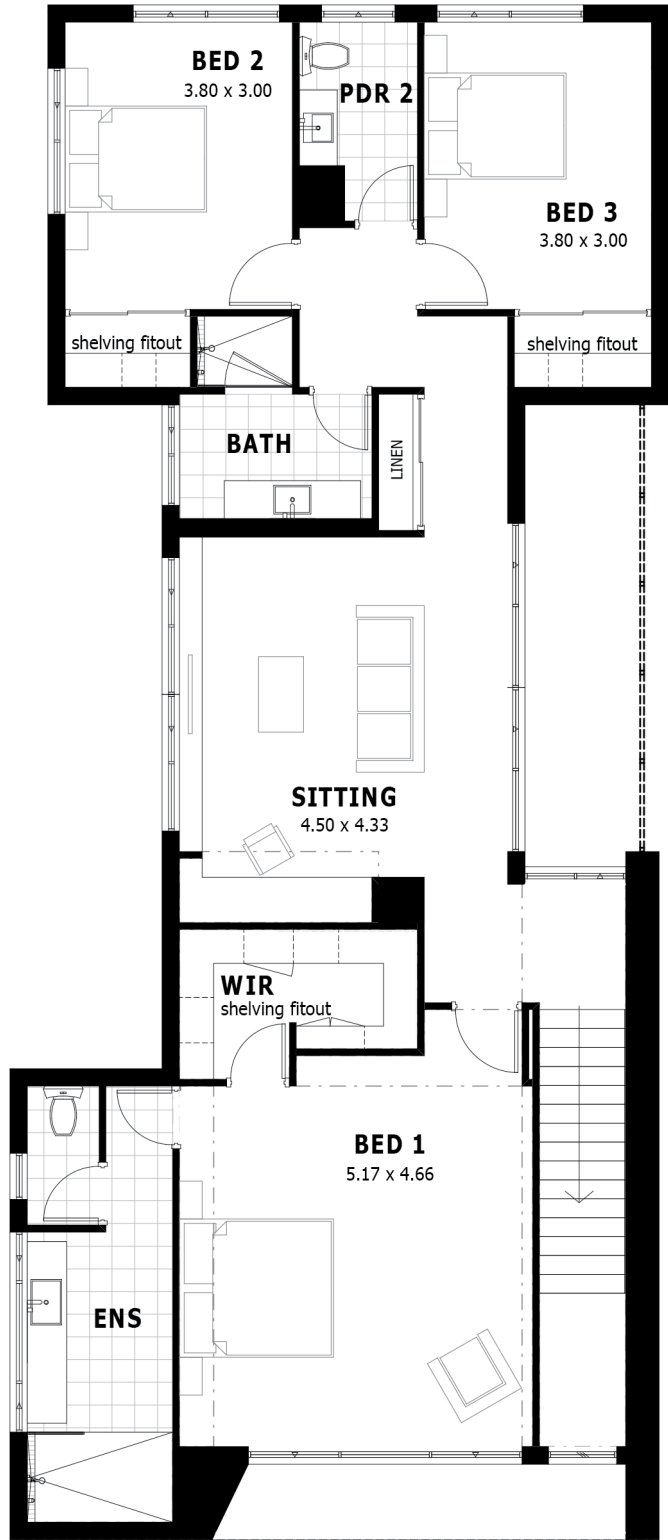 BED 2
3.80 x 3.00
PDR 2
BED 3
3.80 x 3.00
shelving fitout
shelving fitout
BATH
LINEN
SITTING
4.50 x 4.33
WIR
shelving fitout
BED 1
5.17 x 4.66
ENS